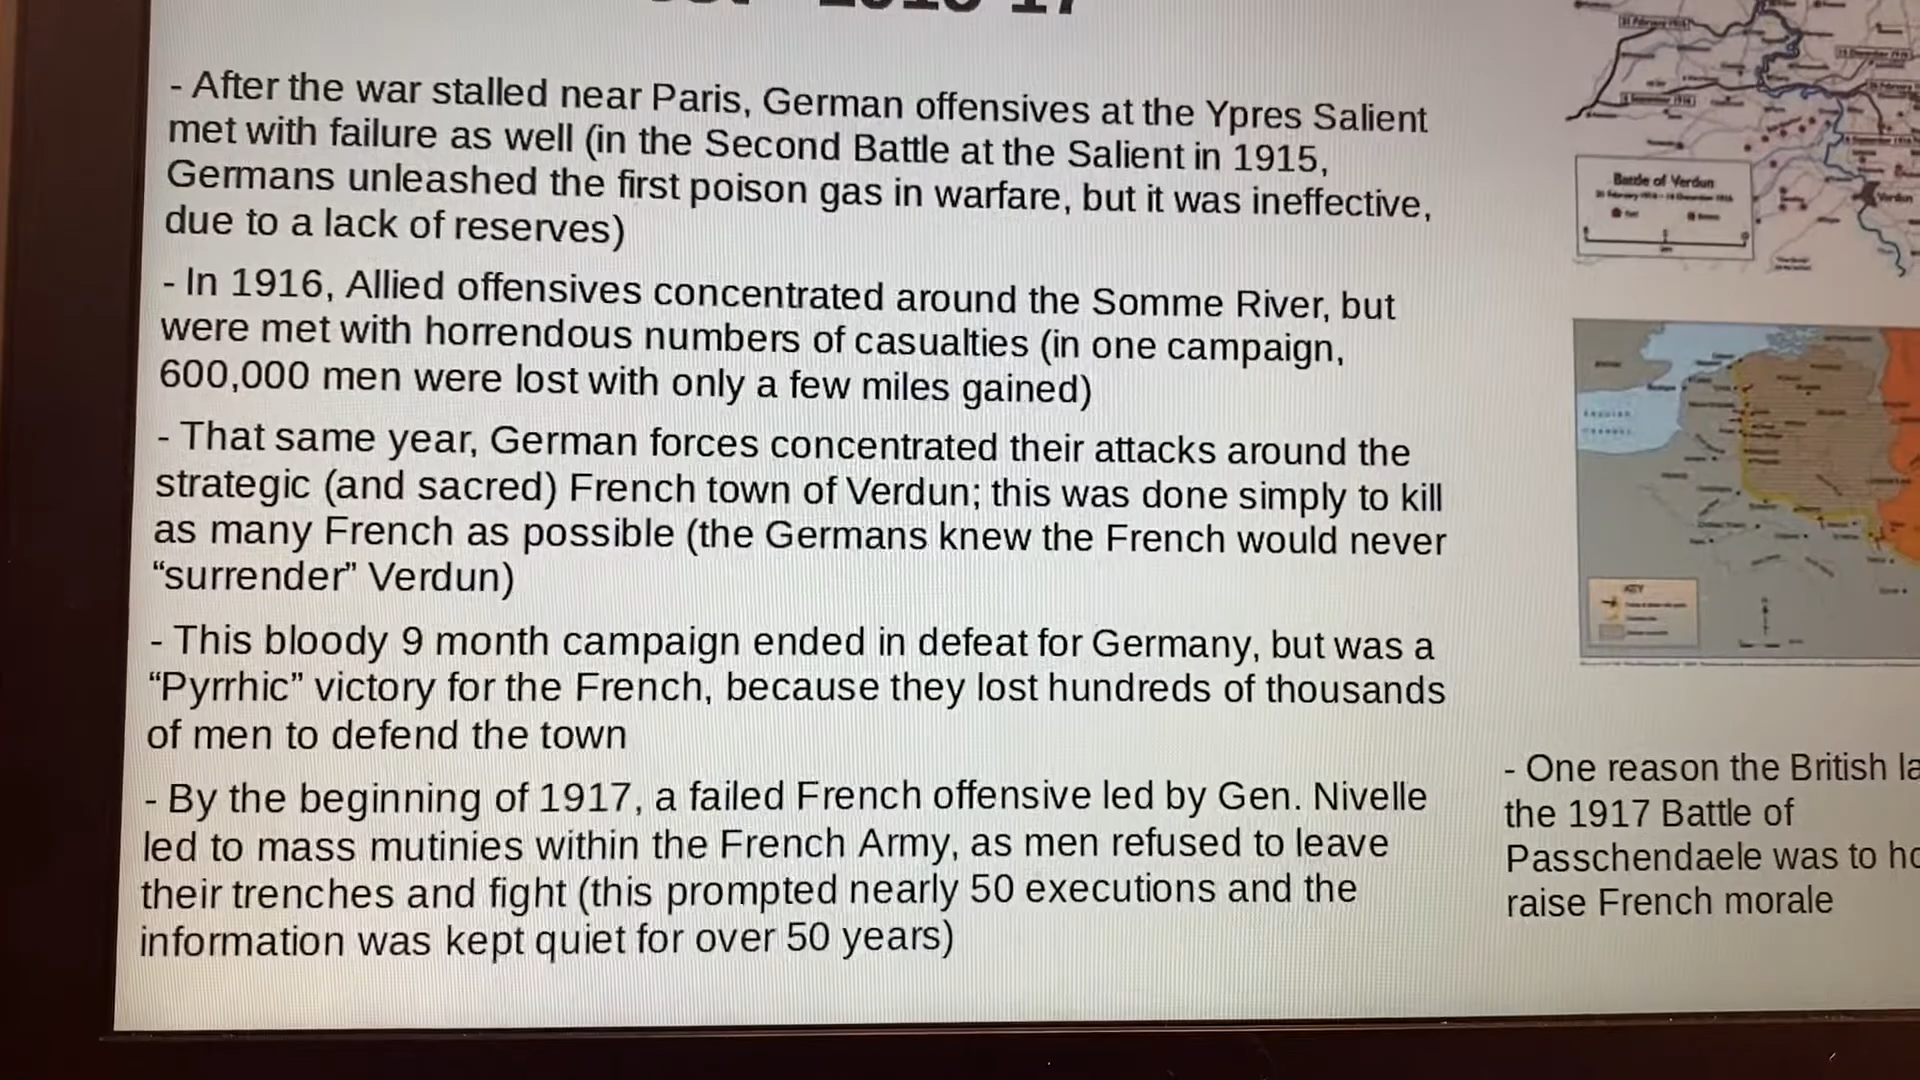 - After the war stalled near Paris, German offensives at the Ypres Salient
met with failure as well (in the Second Battle at the Salient in 1915,
Germans unleashed the first poison gas in warfare, but it was ineffective,
due to a lack of reserves)
- In 1916, Allied offensives concentrated around the Somme River, but
were met with horrendous numbers of casualties (in one campaign,
600,000 men were lost with only a few miles gained)
- That same year, German forces concentrated their attacks around the
strategic (and sacred) French town of Verdun; this was done simply to kill
as many French as possible (the Germans knew the French would never
“surrender” Verdun)
- This bloody 9 month campaign ended in defeat for Germany, but was a
“Pyrrhic” victory for the French, because they lost hundreds of thousands
of men to defend the town
- By the beginning of 1917, a failed French offensive led by Gen. Nivelle
led to mass mutinies within the French Army, as men refused to leave
their trenches and fight (this prompted nearly 50 executions and the
information was kept quiet for over 50 years)
Battle of Verdun
Verdun
KEY
- One reason the British la
the 1917 Battle of
Passchendaele was to ho
raise French morale